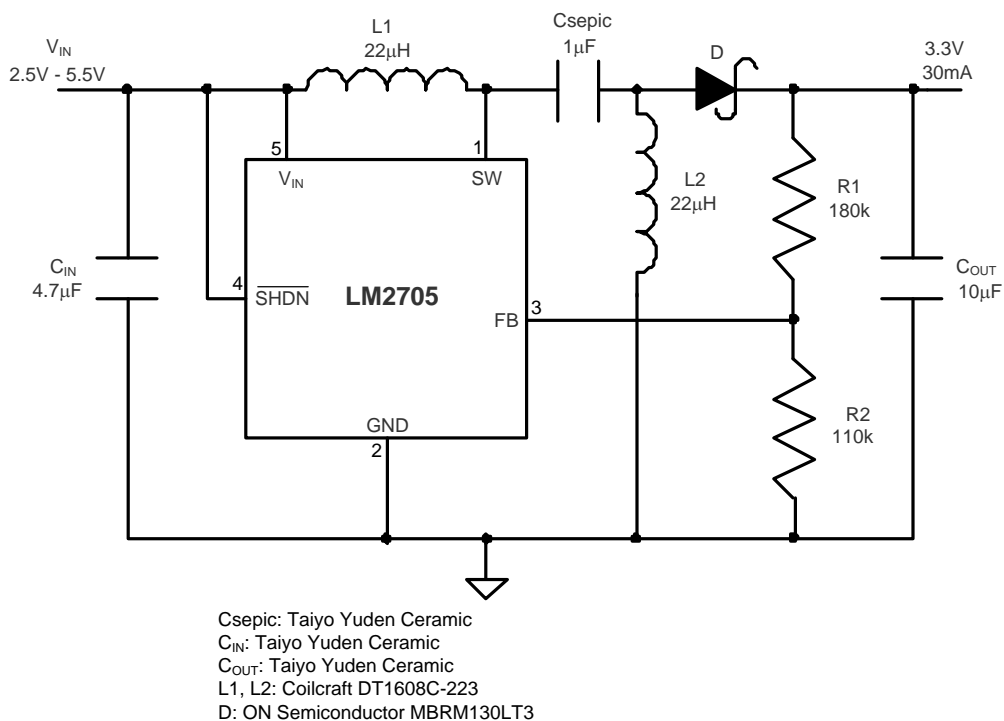 V_IN
2.5V - 5.5V
L1
22μH
Csepic
1μF
D
3.3V
30mA
5
V_IN
1
SW
L2
22μH
R1
180k
C_IN
4.7μF
4
SHDN
LM2705
3
FB
C_OUT
10μF
R2
110k
GND
2
Csepic: Taiyo Yuden Ceramic
C_IN: Taiyo Yuden Ceramic
C_OUT: Taiyo Yuden Ceramic
L1, L2: Coilcraft DT1608C-223
D: ON Semiconductor MBRM130LT3